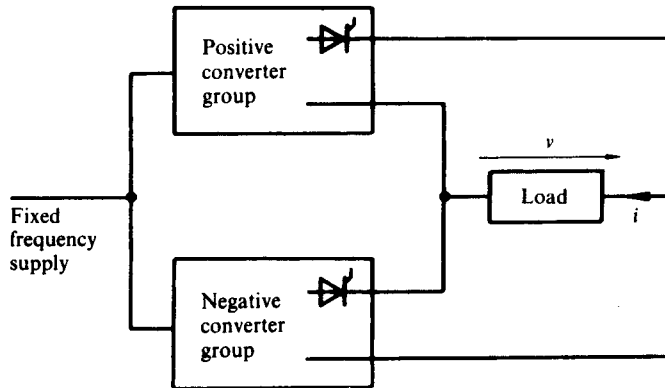 Positive
converter
group
v
Load
i
Fixed
frequency
supply
Negative
converter
group